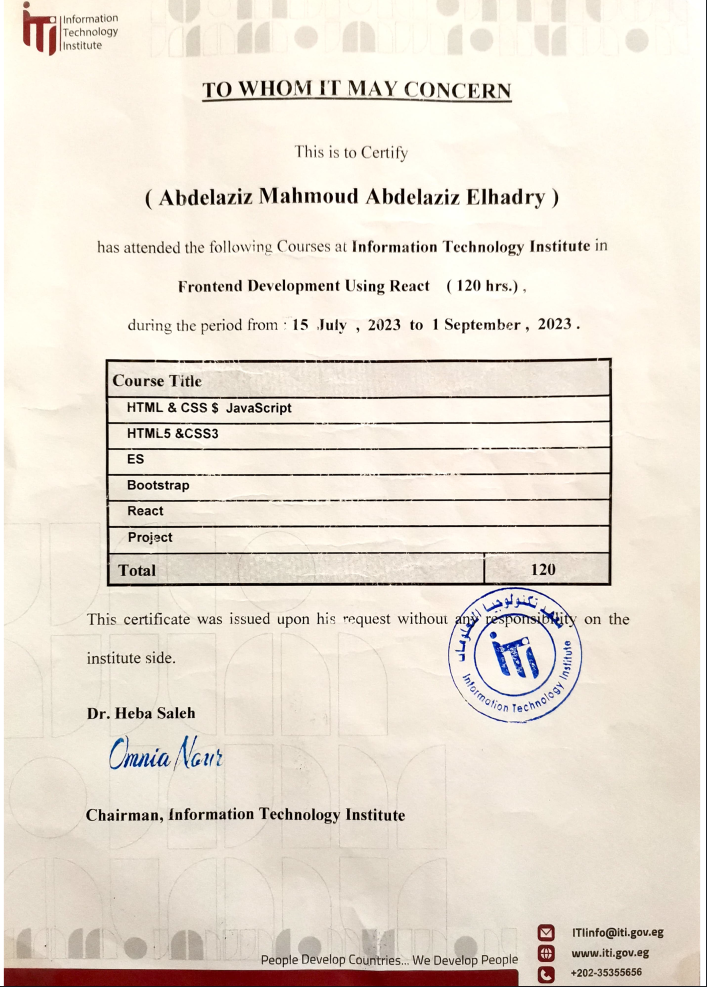 iTi Information
Technology
Institute
TO WHOM IT MAY CONCERN
This is to Certify
( Abdelaziz Mahmoud Abdelaziz Elhadry )
has attended the following Courses at Information Technology Institute in
Frontend Development Using React ( 120 hrs.) ,
during the period from : 15 July , 2023 to 1 September , 2023 .
Course Title
HTML & CSS $ JavaScript
HTML5 &CSS3
ES
Bootstrap
React
Project
Total 120
This certificate was issued upon his request without any responsibility on the
institute side.
معهد تكنولوجيا المعلومات
iTi
Information Technology Institute
Dr. Heba Saleh
Omnia Nour
Chairman, Information Technology Institute
ITIinfo@iti.gov.eg
www.iti.gov.eg
People Develop Countries... We Develop People
+202-35355656